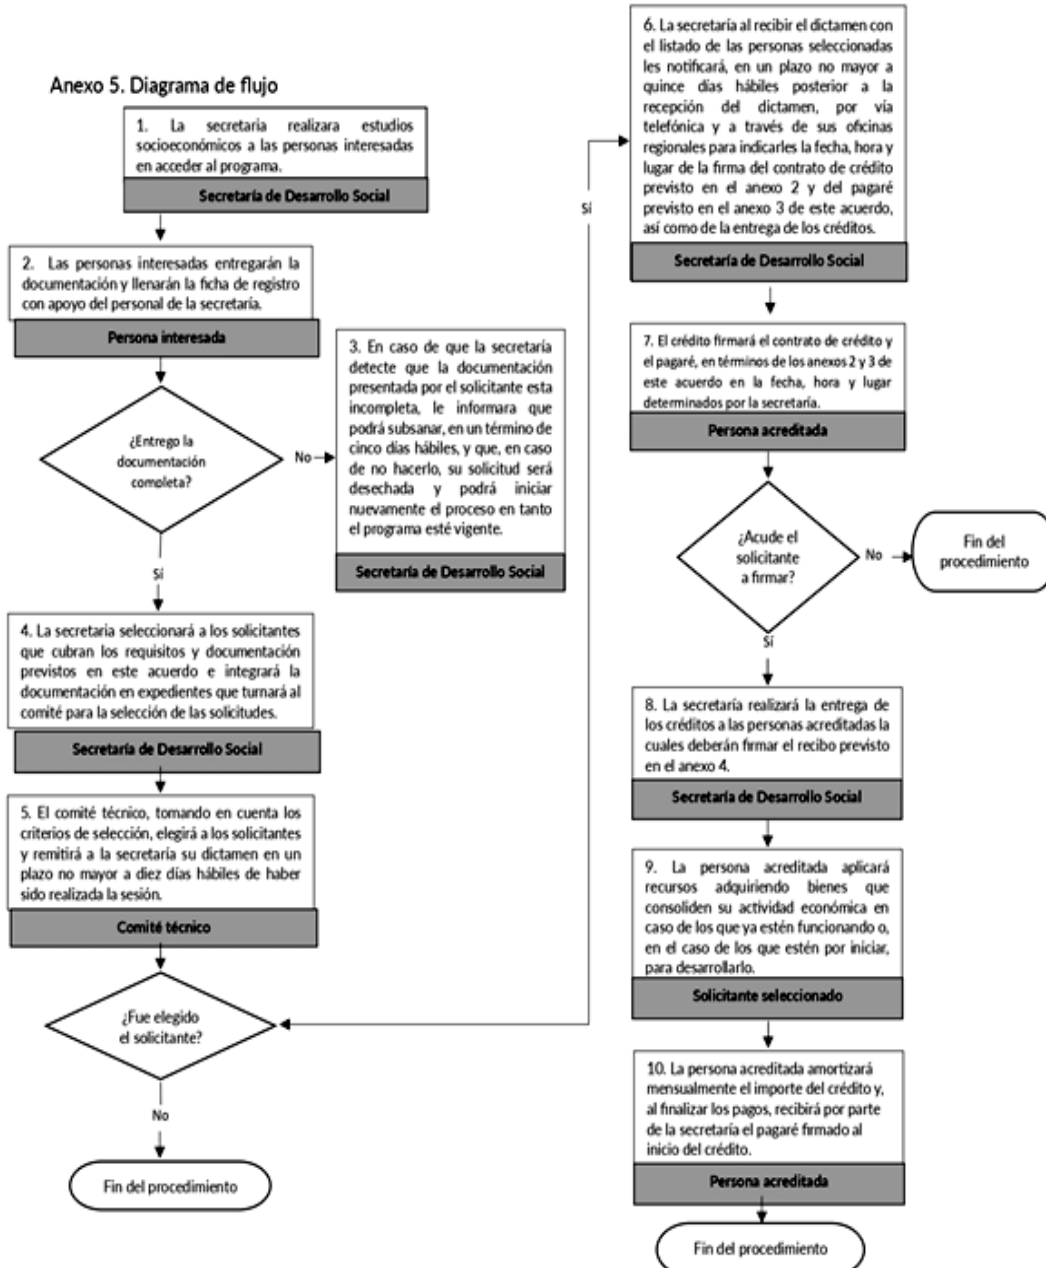 Anexo 5. Diagrama de flujo
1. La secretaria realizara estudios
socioeconómicos a las personas interesadas
en acceder al programa.
Secretaría de Desarrollo Social
2. Las personas interesadas entregarán la
documentación y llenarán la ficha de registro
con apoyo del personal de la secretaría.
Persona interesada
¿Entrego la
documentación
completa?
No
3. En caso de que la secretaría
detecte que la documentación
presentada por el solicitante esta
incompleta, le informara que
podrá subsanar, en un término de
cinco días hábiles, y que, en caso
de no hacerlo, su solicitud será
desechada y podrá iniciar
nuevamente el proceso en tanto
el programa esté vigente.
Secretaría de Desarrollo Social
Sí
4. La secretaria seleccionará a los solicitantes
que cubran los requisitos y documentación
previstos en este acuerdo e integrará la
documentación en expedientes que turnará al
comité para la selección de las solicitudes.
Secretaría de Desarrollo Social
5. El comité técnico, tomando en cuenta los
criterios de selección, elegirá a los solicitantes
y remitirá a la secretaría su dictamen en un
plazo no mayor a diez días hábiles de haber
sido realizada la sesión.
Comité técnico
¿Fue elegido
el solicitante?
No
Fin del procedimiento
Sí
6. La secretaría al recibir el dictamen con
el listado de las personas seleccionadas
les notificará, en un plazo no mayor a
quince días hábiles posterior a la
recepción del dictamen, por vía
telefónica y a través de sus oficinas
regionales para indicarles la fecha, hora y
lugar de la firma del contrato de crédito
previsto en el anexo 2 y del pagaré
previsto en el anexo 3 de este acuerdo,
así como de la entrega de los créditos.
Secretaría de Desarrollo Social
7. El crédito firmará el contrato de crédito y
el pagaré, en términos de los anexos 2 y 3 de
este acuerdo en la fecha, hora y lugar
determinados por la secretaría.
Persona acreditada
¿Acude el
solicitante
a firmar?
No
Fin del
procedimiento
Sí
8. La secretaría realizará la entrega de
los créditos a las personas acreditadas la
cuales deberán firmar el recibo previsto
en el anexo 4.
Secretaría de Desarrollo Social
9. La persona acreditada aplicará
recursos adquiriendo bienes que
consoliden su actividad económica en
caso de los que ya estén funcionando o,
en el caso de los que estén por iniciar,
para desarrollarlo.
Solicitante seleccionado
10. La persona acreditada amortizará
mensualmente el importe del crédito y,
al finalizar los pagos, recibirá por parte
de la secretaría el pagaré firmado al
inicio del crédito.
Persona acreditada
Fin del procedimiento